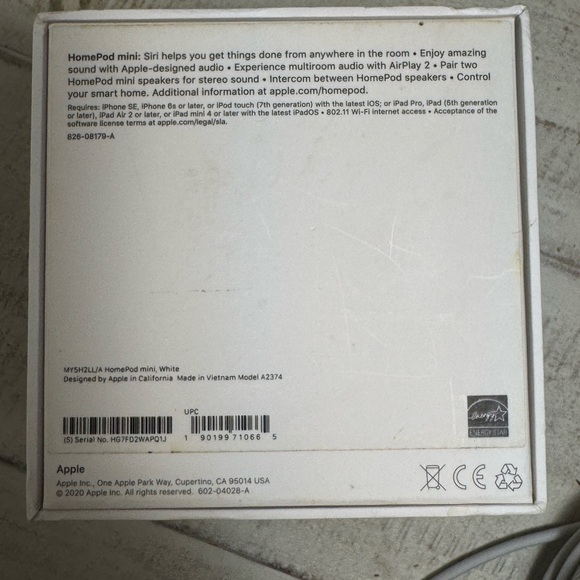 HomePod mini: Siri helps you get things done from anywhere in the room • Enjoy amazing
sound with Apple-designed audio • Experience multiroom audio with AirPlay 2 • Pair two
HomePod mini speakers for stereo sound • Intercom between HomePod speakers • Control
your smart home. Additional information at apple.com/homepod.
Requires: iPhone SE, iPhone 6s or later, or iPod touch (7th generation) with the latest iOS; or iPad Pro, iPad (5th generation
or later), iPad Air 2 or later, or iPad mini 4 or later with the latest iPadOS • 802.11 Wi-Fi internet access • Acceptance of the
software license terms at apple.com/legal/sla.
826-08179-A
MY5H2LL/A HomePod mini, White
Designed by Apple in California Made in Vietnam Model A2374
UPC
(S) Serial No. HG7FD2WAPQ1J
1 90199 71066 5
energy
ENERGY STAR
Apple
Apple Inc., One Apple Park Way, Cupertino, CA 95014 USA
© 2020 Apple Inc. All rights reserved. 602-04028-A
CE